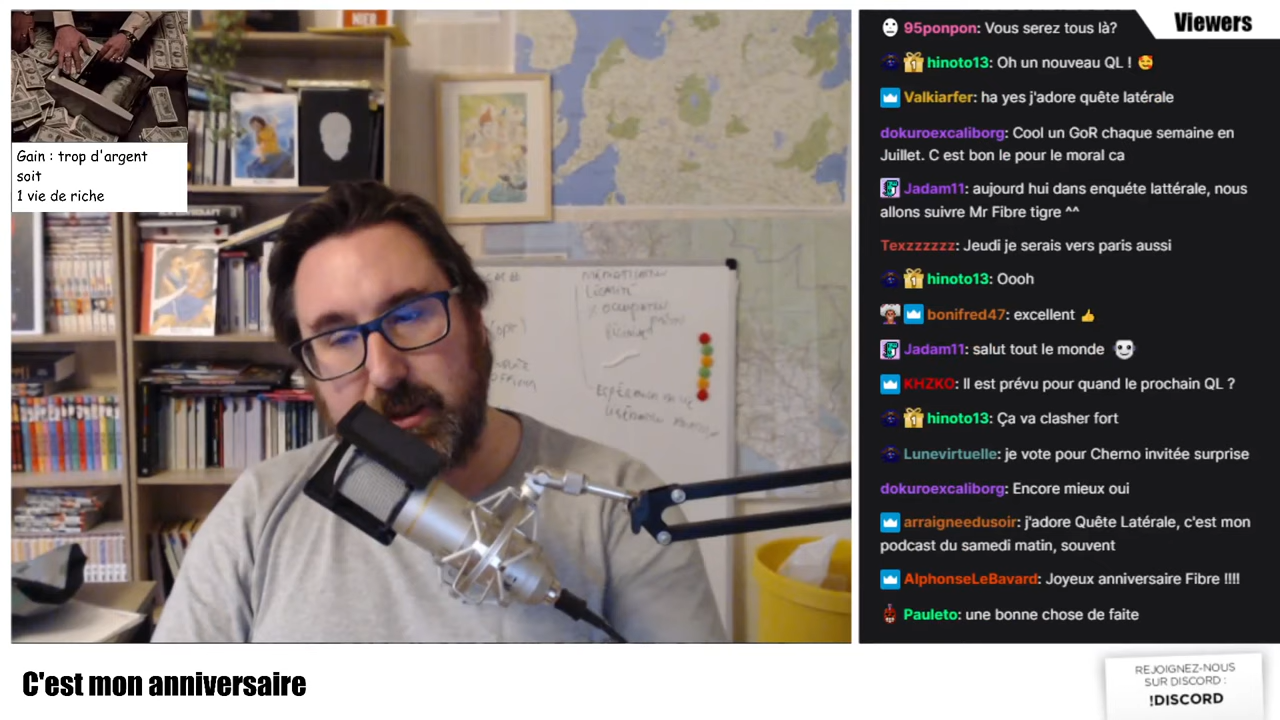 NIER
Gain : trop d'argent
soit
1 vie de riche
Viewers
95ponpon: Vous serez tous là?
hinoto13: Oh un nouveau QL !
Valkiarfer: ha yes j'adore quête latérale
dokuroexcaliborg: Cool un GoR chaque semaine en
Juillet. C est bon le pour le moral ca
Jadam11: aujourd hui dans enquéte lattérale, nous
allons suivre Mr Fibre tigre ^^
Texzzzzzz: Jeudi je serais vers paris aussi
hinoto13: Oooh
bonifred47: excellent
Jadam11: salut tout le monde
KHZKO: Il est prévu pour quand le prochain QL ?
hinoto13: Ça va clasher fort
Lunevirtuelle: je vote pour Cherno invitée surprise
dokuroexcaliborg: Encore mieux oui
arraigneedusoir: j'adore Quête Latérale, c'est mon
podcast du samedi matin, souvent
AlphonseLeBavard: Joyeux anniversaire Fibre !!!!
Pauleto: une bonne chose de faite
C'est mon anniversaire
REJOIGNEZ-NOUS
SUR DISCORD :
!DISCORD